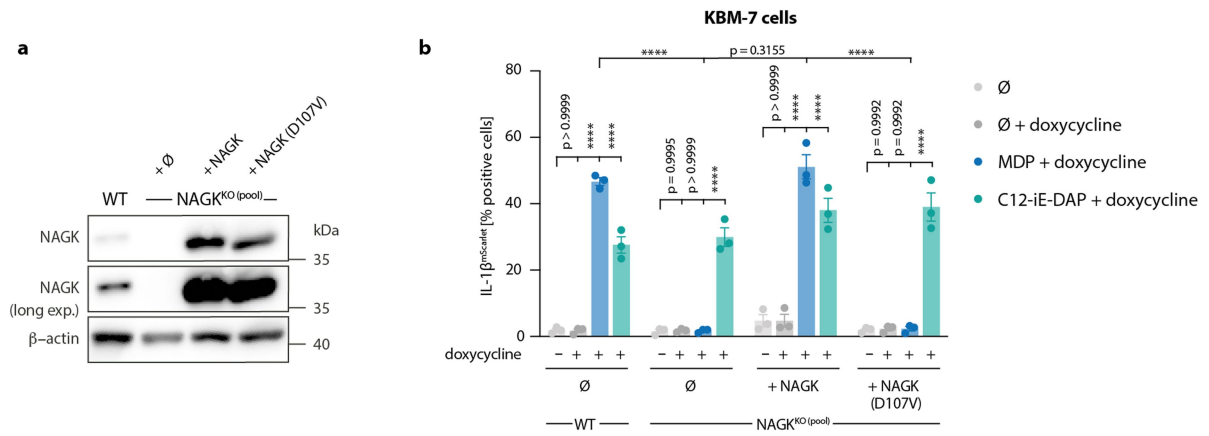 KBM-7 cells
a
WT
+ Ø
+ NAGK
+ NAGK (D107V)
NAGKKO (pool)
NAGK
kDa
35
NAGK
(long exp.)
35
β–actin
40
b
**** p = 0.3155 ****
IL-1βmScarlet [% positive cells]
80
60
40
20
0
p > 0.9999
****
****
p = 0.9995
p > 0.9999
****
p > 0.9999
****
****
p = 0.9992
p = 0.9992
****
doxycycline – + + + – + + + – + + + – + + +
Ø Ø + NAGK + NAGK
(D107V)
WT NAGKKO (pool)
Ø
Ø + doxycycline
MDP + doxycycline
C12-iE-DAP + doxycycline